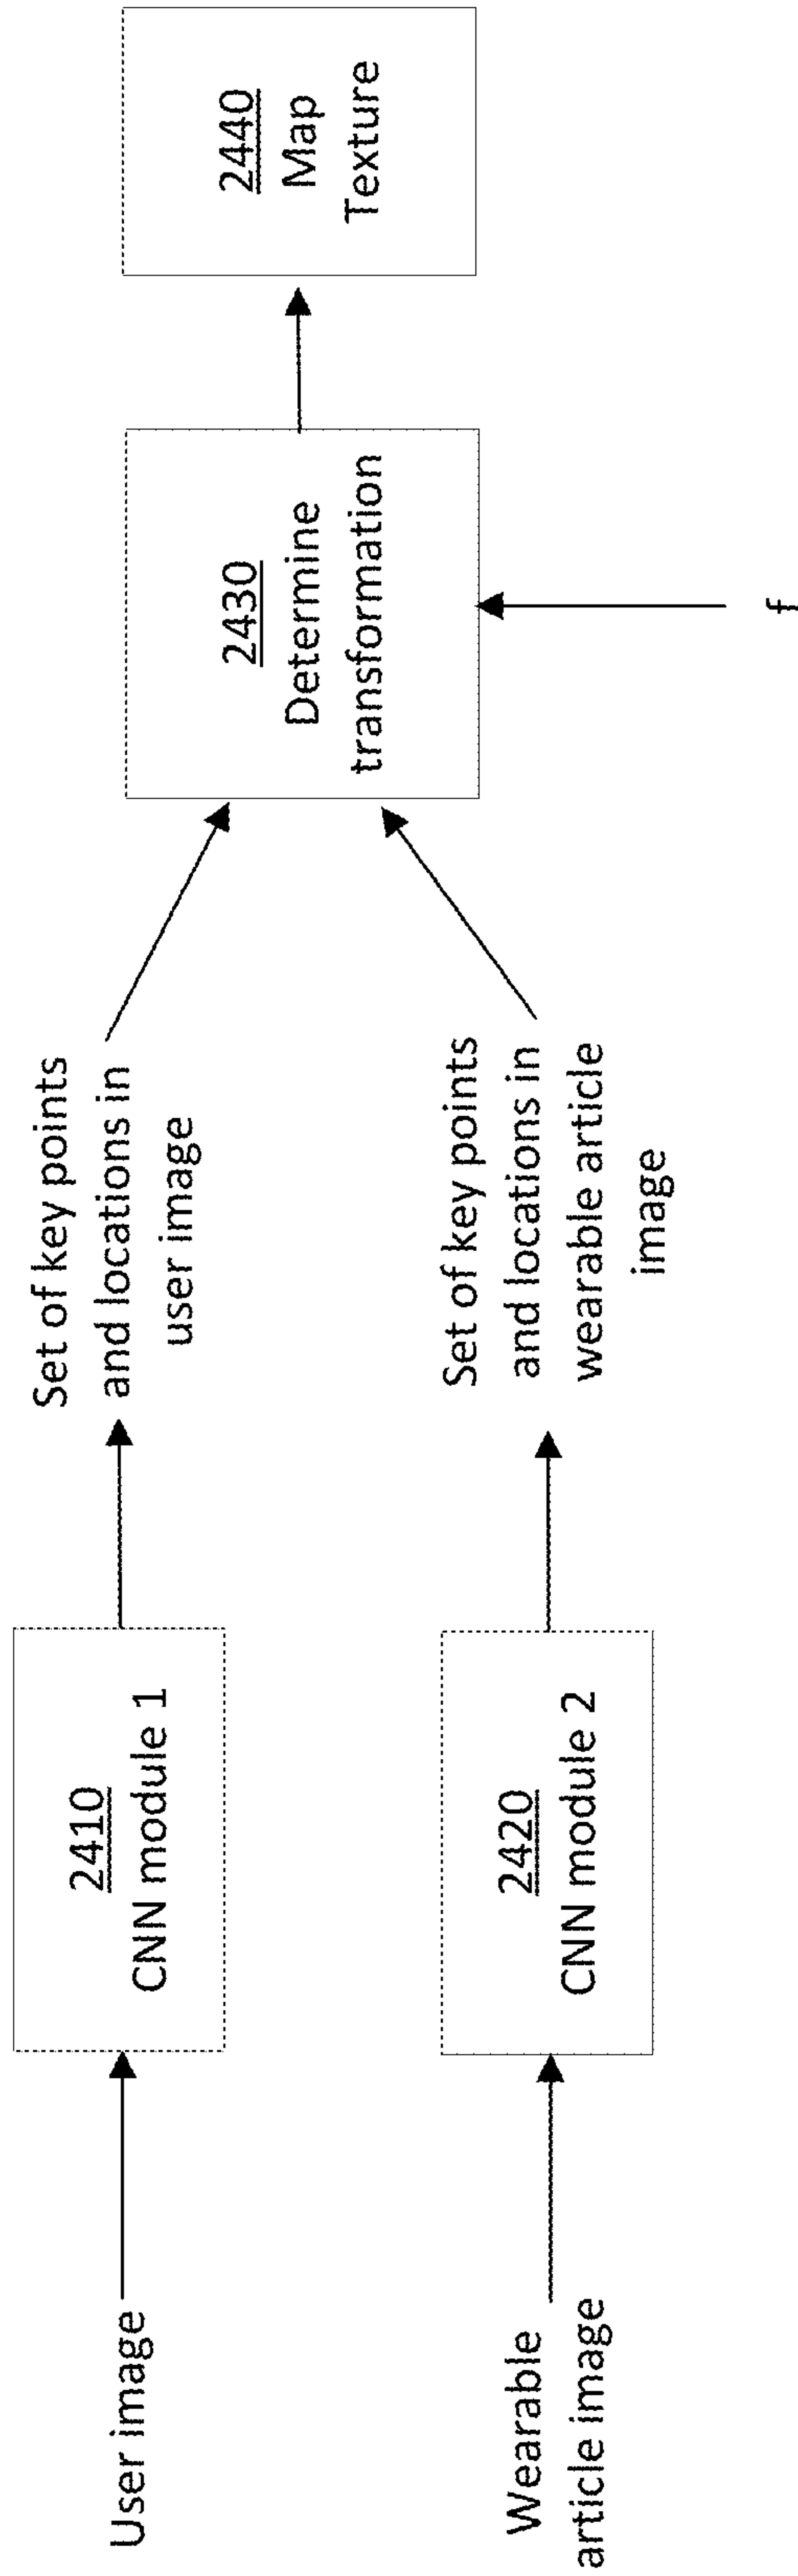 User image
2410
CNN module 1
Set of key points
and locations in
user image
Wearable
article image
2420
CNN module 2
Set of key points
and locations in
wearable article
image
2430
Determine
transformation
f
2440
Map
Texture